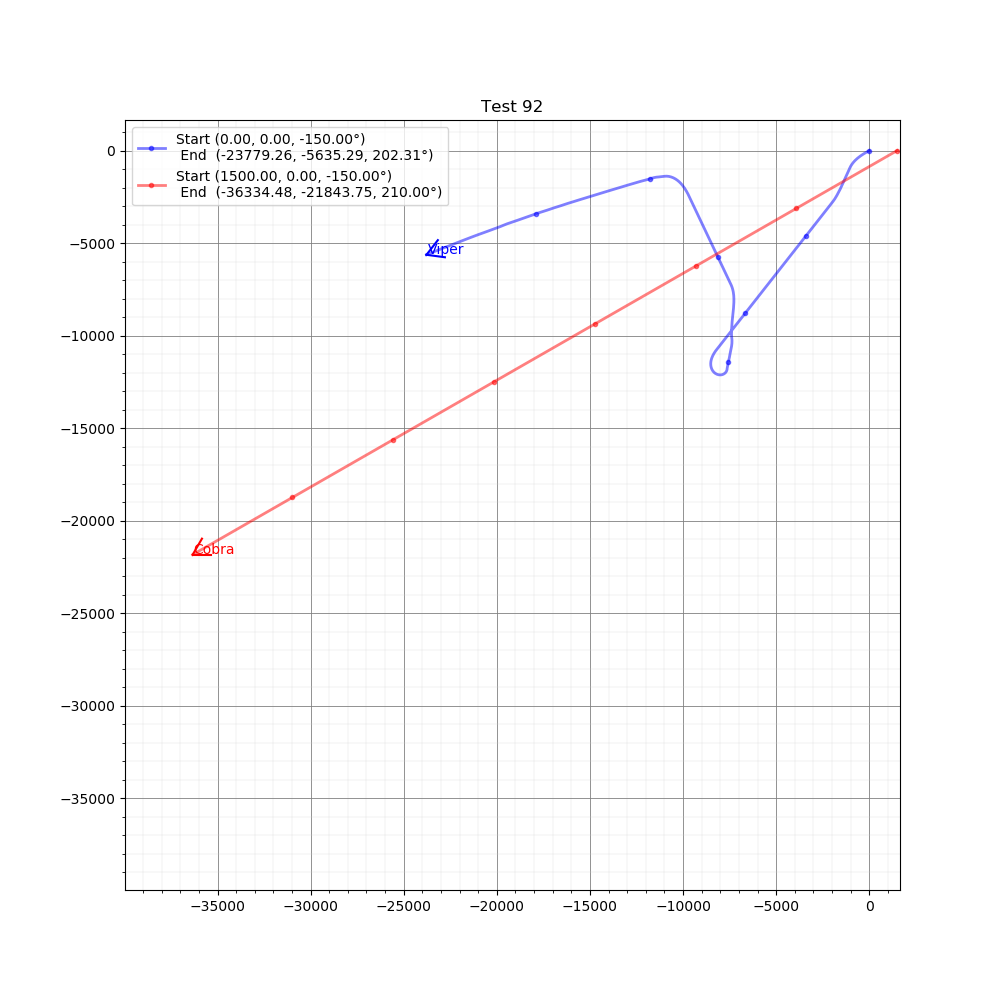 Test 92
Start (0.00, 0.00, -150.00°)
End  (-23779.26, -5635.29, 202.31°)
Start (1500.00, 0.00, -150.00°)
End  (-36334.48, -21843.75, 210.00°)
0
−5000
−10000
−15000
−20000
−25000
−30000
−35000
Viper
Cobra
−35000 −30000 −25000 −20000 −15000 −10000 −5000 0